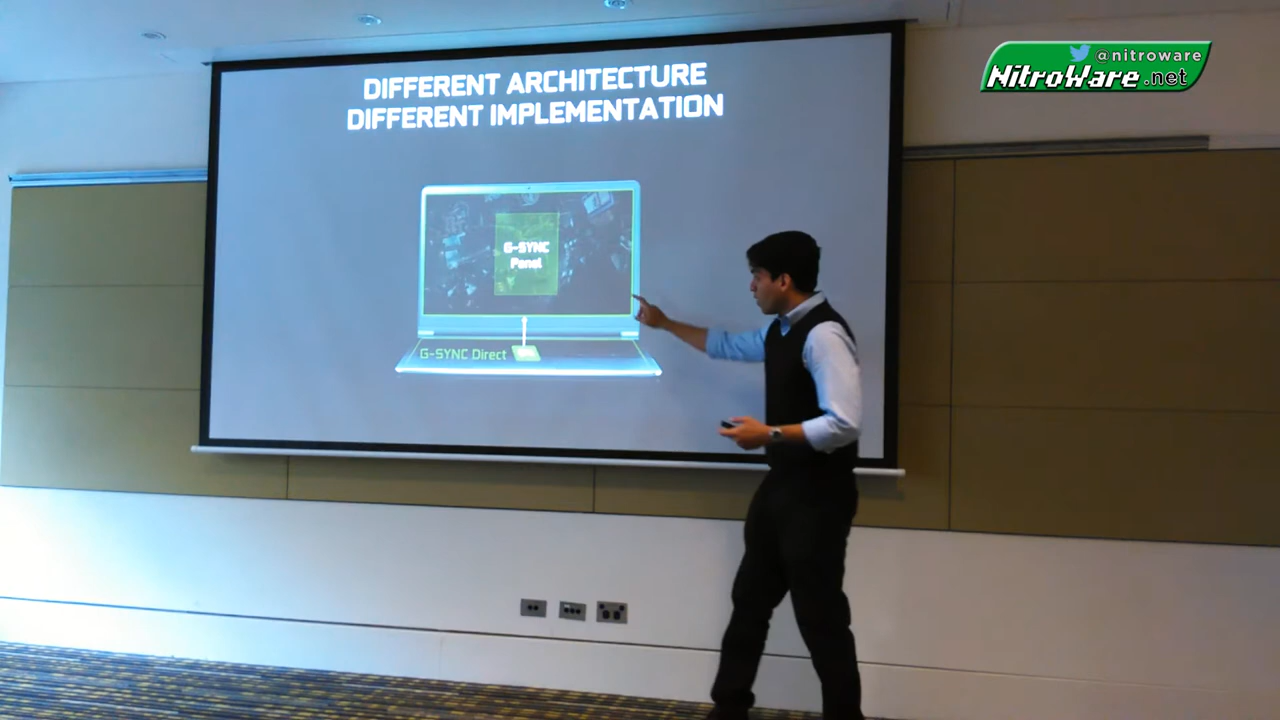 DIFFERENT ARCHITECTURE
DIFFERENT IMPLEMENTATION
@nitroware
NitroWare.net
G-SYNC
Panel
G-SYNC Direct